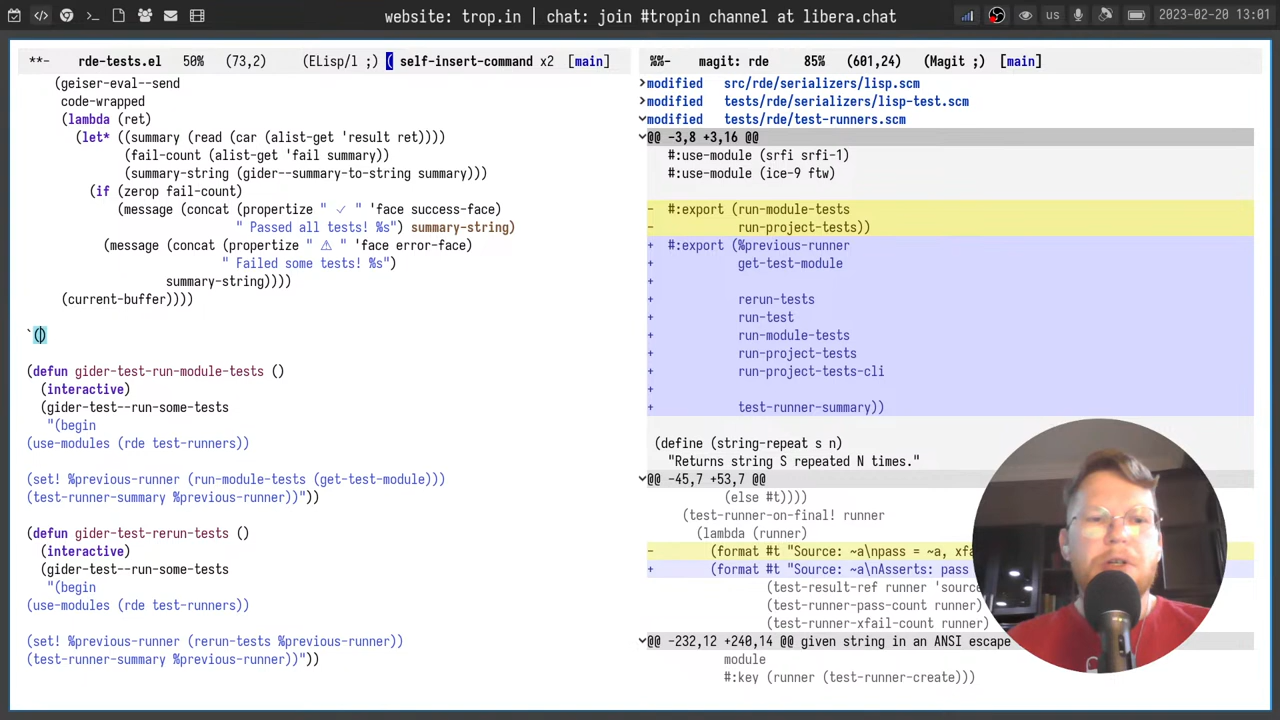 website: trop.in | chat: join #tropin channel at libera.chat
us
2023-02-20 13:01
**- rde-tests.el 50% (73,2) (ELisp/l ;) ( self-insert-command x2 [main]
(geiser-eval--send
code-wrapped
(lambda (ret)
(let* ((summary (read (car (alist-get 'result ret))))
(fail-count (alist-get 'fail summary))
(summary-string (gider--summary-to-string summary)))
(if (zerop fail-count)
(message (concat (propertize " ✓ " 'face success-face)
" Passed all tests! %s") summary-string)
(message (concat (propertize " ⚠ " 'face error-face)
" Failed some tests! %s")
summary-string))))
(current-buffer))))
`()
(defun gider-test-run-module-tests ()
(interactive)
(gider-test--run-some-tests
"(begin
(use-modules (rde test-runners))
(set! %previous-runner (run-module-tests (get-test-module)))
(test-runner-summary %previous-runner))"))
(defun gider-test-rerun-tests ()
(interactive)
(gider-test--run-some-tests
"(begin
(use-modules (rde test-runners))
(set! %previous-runner (rerun-tests %previous-runner))
(test-runner-summary %previous-runner))"))
%%- magit: rde 85% (601,24) (Magit ;) [main]
modified src/rde/serializers/lisp.scm
modified tests/rde/serializers/lisp-test.scm
modified tests/rde/test-runners.scm
@@ -3,8 +3,16 @@
#:use-module (srfi srfi-1)
#:use-module (ice-9 ftw)
- #:export (run-module-tests
- run-project-tests))
+ #:export (%previous-runner
+ get-test-module
+
+ rerun-tests
+ run-test
+ run-module-tests
+ run-project-tests
+ run-project-tests-cli
+
+ test-runner-summary))
(define (string-repeat s n)
"Returns string S repeated N times."
@@ -45,7 +53,7 @@
(else #t))))
(test-runner-on-final! runner
(lambda (runner)
- (format #t "Source: ~a\npass = ~a,
+ (format #t "Source: ~a\nAsserts: pass
(test-result-ref runner 'source
(test-runner-pass-count runner)
(test-runner-xfail-count runner)
@@ -232,12 +240,14 @@ given string in an ANSI escape
module
#:key (runner (test-runner-create)))